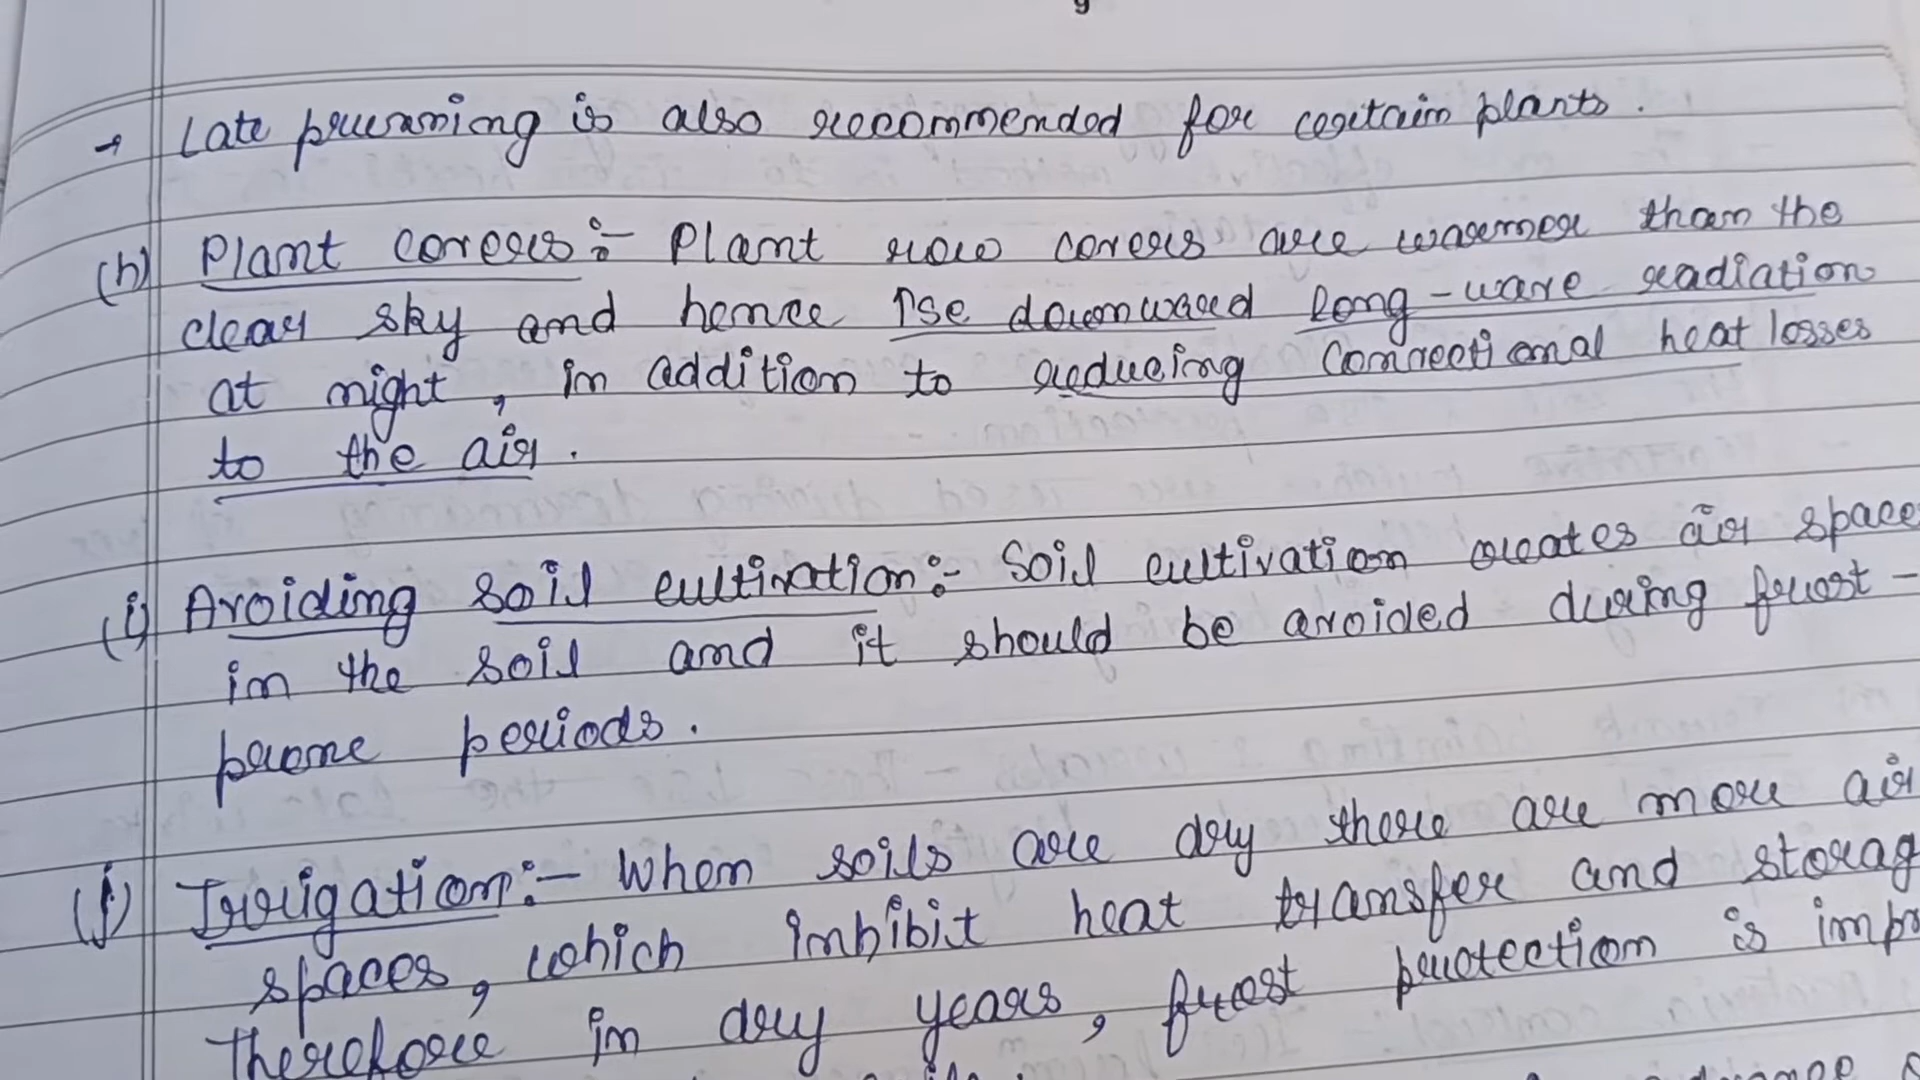 → Late pruning is also recommended for certain plants.
(h) Plant covers:- Plant row covers are warmer than the
clear sky and hence ↑se downward long-wave radiation
at night, in addition to reducing convectional heat losses
to the air.
(i) Avoiding soil cultivation:- Soil cultivation creates air space
in the soil and it should be avoided during frost-
prone periods.
(j) Irrigation:- When soils are dry there are more air
spaces, which inhibit heat transfer and storag
therefore in dry years, frost protection is imp